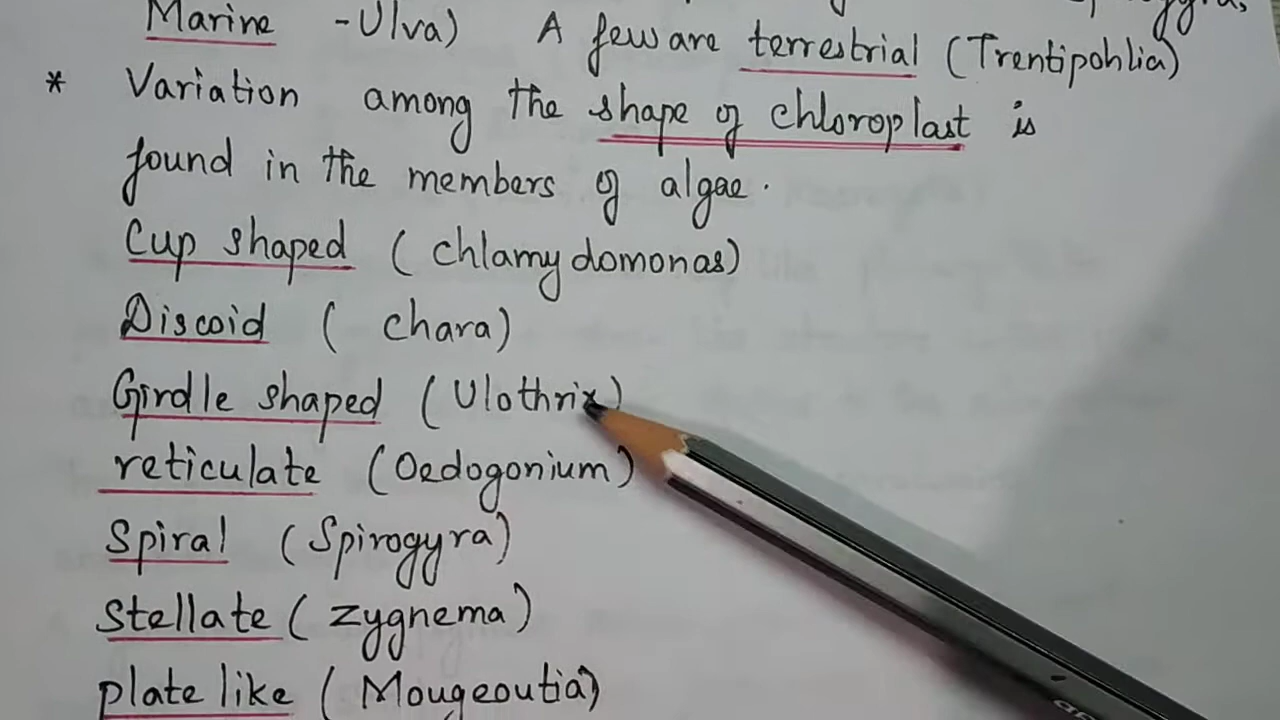 Marine - Ulva) A few are terrestrial (Trentipohlia)
* Variation among the shape of chloroplast is
found in the members of algae.
Cup shaped (Chlamydomonas)
Discoid ( Chara)
Girdle shaped (Ulothrix)
reticulate (Oedogonium)
Spiral (Spirogyra)
Stellate (Zygnema)
plate like ( Mougeoutia)